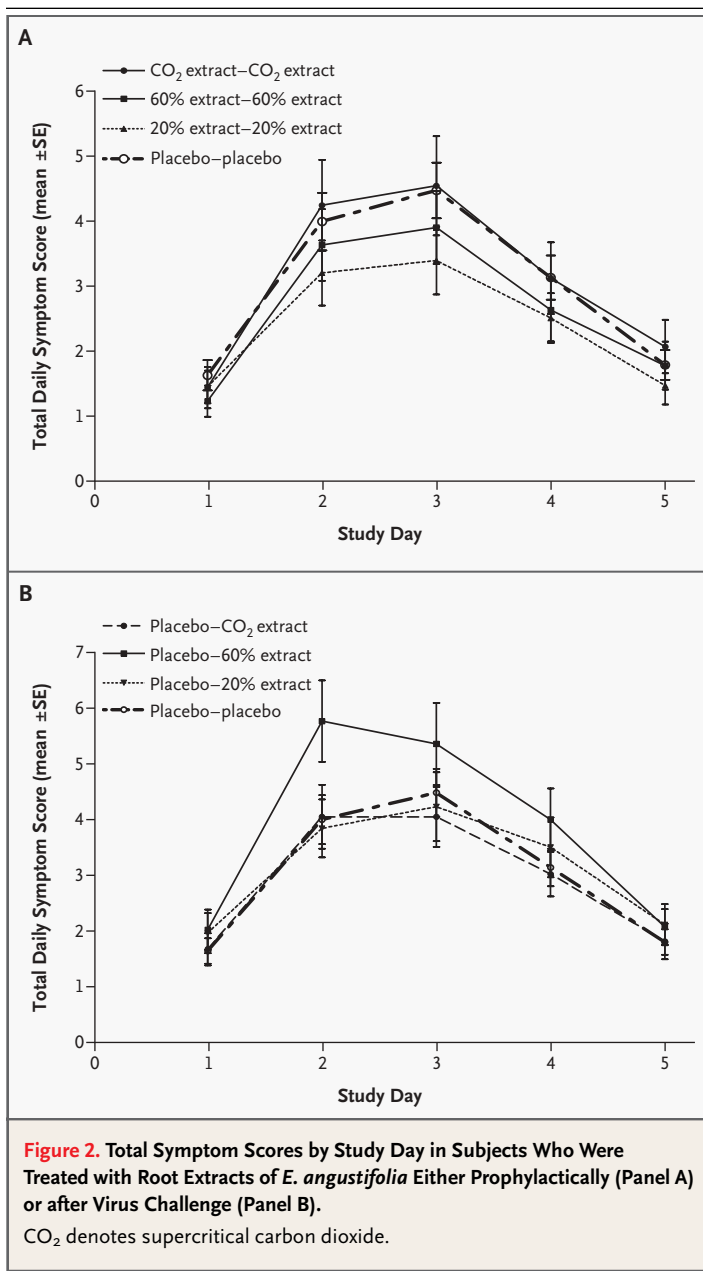 A
CO₂ extract–CO₂ extract
60% extract–60% extract
20% extract–20% extract
Placebo–placebo
Total Daily Symptom Score (mean ±SE)
6
5
4
3
2
1
0
0 1 2 3 4 5
Study Day
B
Placebo–CO₂ extract
Placebo–60% extract
Placebo–20% extract
Placebo–placebo
Total Daily Symptom Score (mean ±SE)
7
6
5
4
3
2
1
0
0 1 2 3 4 5
Study Day
Figure 2. Total Symptom Scores by Study Day in Subjects Who Were
Treated with Root Extracts of E. angustifolia Either Prophylactically (Panel A)
or after Virus Challenge (Panel B).
CO₂ denotes supercritical carbon dioxide.